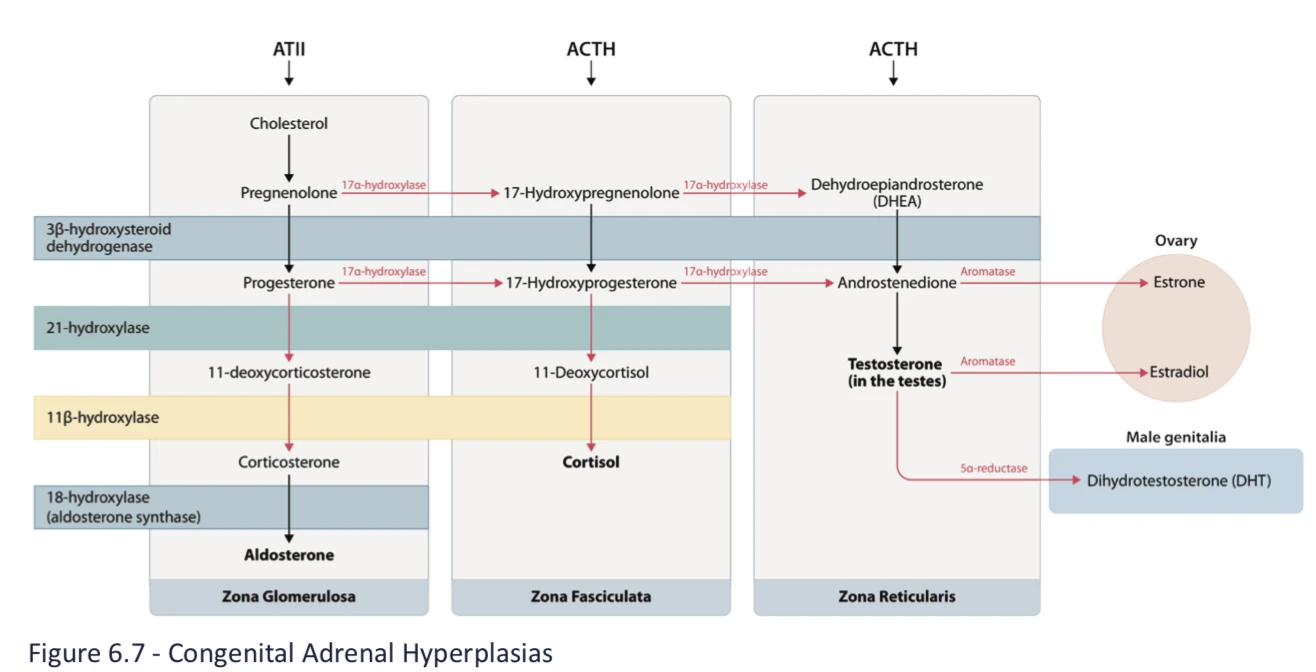 ATII
ACTH
ACTH
Cholesterol
Pregnenolone
17α-hydroxylase
17-Hydroxypregnenolone
17α-hydroxylase
Dehydroepiandrosterone
(DHEA)
3β-hydroxysteroid
dehydrogenase
Ovary
Progesterone
17α-hydroxylase
17-Hydroxyprogesterone
17α-hydroxylase
Androstenedione
Aromatase
Estrone
21-hydroxylase
11-deoxycorticosterone
11-Deoxycortisol
Testosterone
(in the testes)
Aromatase
Estradiol
11β-hydroxylase
Male genitalia
Corticosterone
Cortisol
5α-reductase
Dihydrotestosterone (DHT)
18-hydroxylase
(aldosterone synthase)
Aldosterone
Zona Glomerulosa
Zona Fasciculata
Zona Reticularis
Figure 6.7 - Congenital Adrenal Hyperplasias